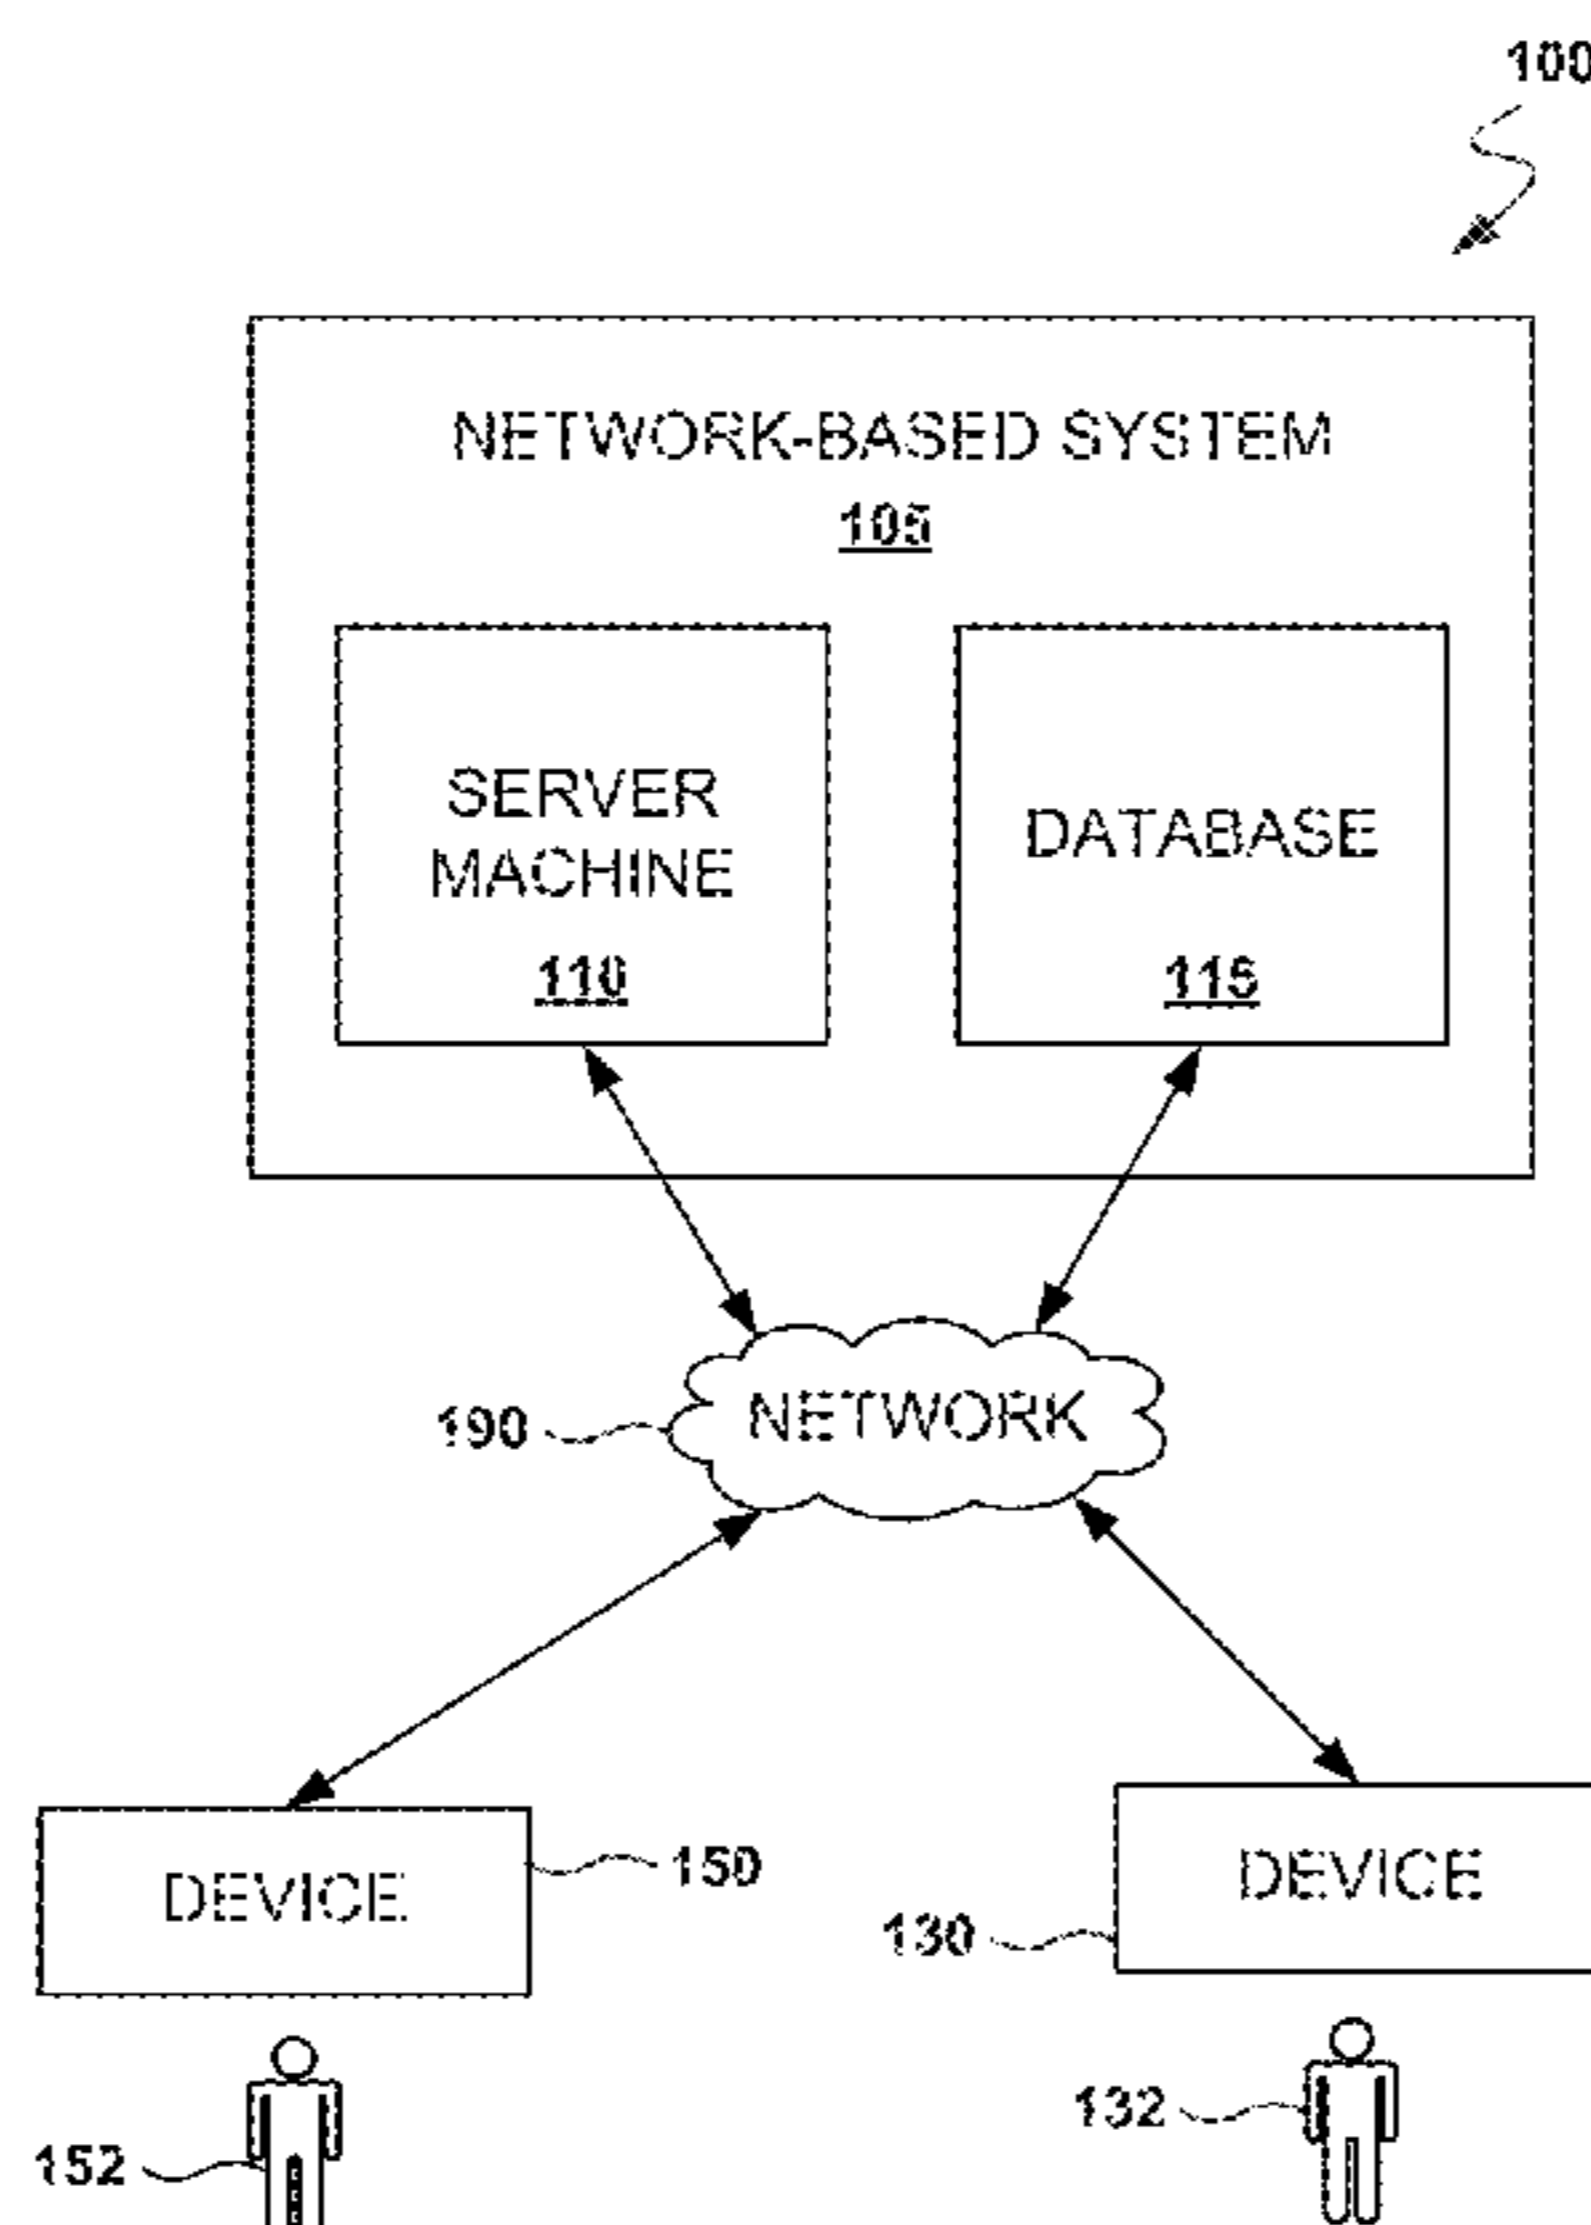 100
NETWORK-BASED SYSTEM
105
SERVER
MACHINE
110
DATABASE
115
190
NETWORK
DEVICE
150
DEVICE
130
132
152